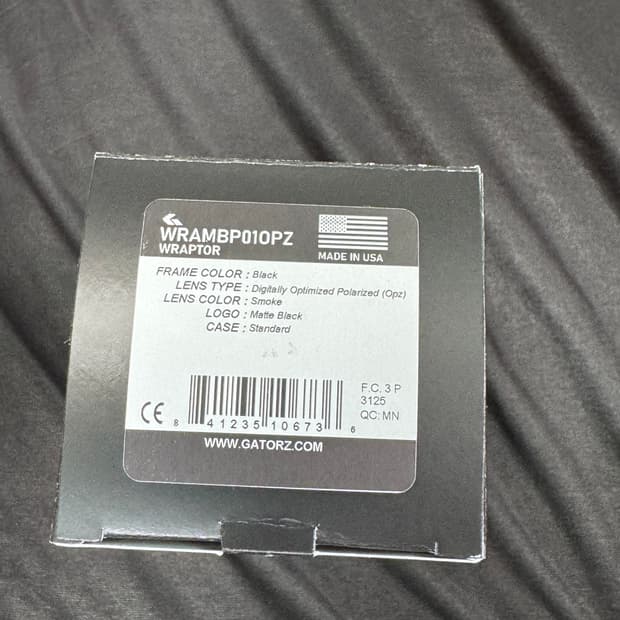 WRAMBP01OPZ
WRAPTOR
MADE IN USA
FRAME COLOR : Black
LENS TYPE : Digitally Optimized Polarized (Opz)
LENS COLOR : Smoke
LOGO : Matte Black
CASE : Standard
F.C. 3 P
3125
QC: MN
CE
8 41235 10673 6
WWW.GATORZ.COM